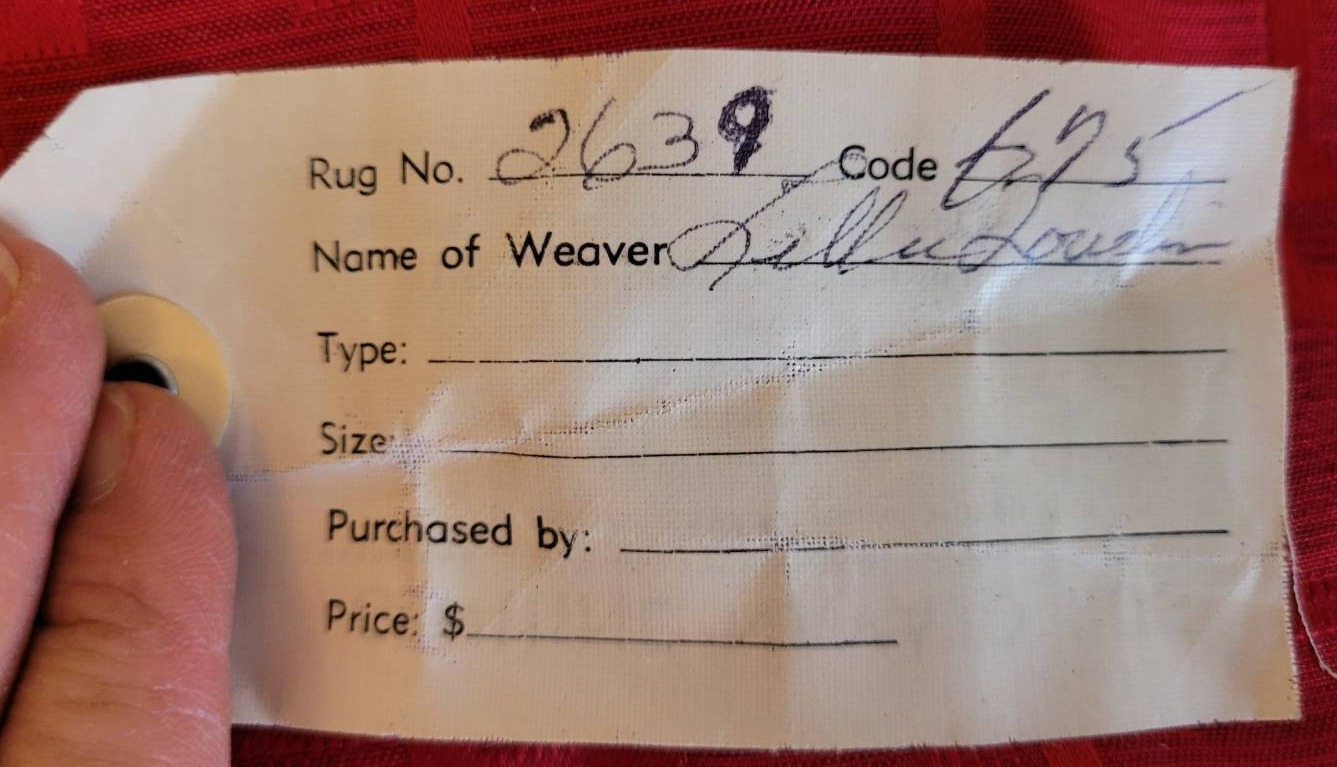 Rug No. 2639 Code 675
Name of Weaver
Type:
Size:
Purchased by:
Price: $